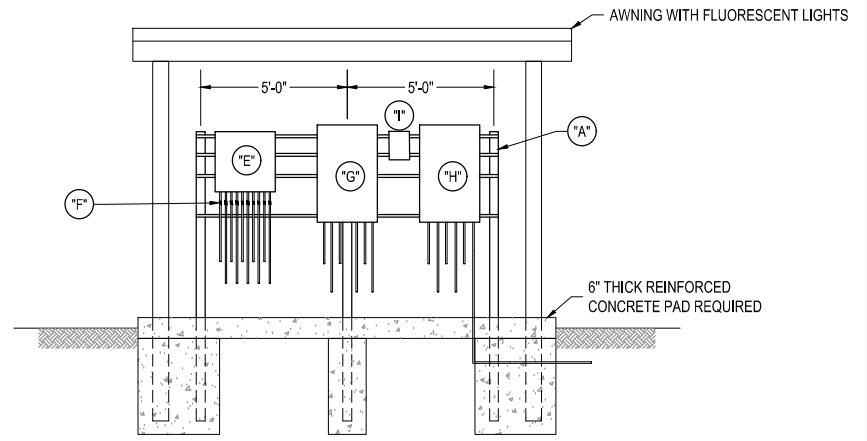 AWNING WITH FLUORESCENT LIGHTS
5'-0" 5'-0"
"I"
"A"
"E"
"G" "H"
"F"
6" THICK REINFORCED
CONCRETE PAD REQUIRED